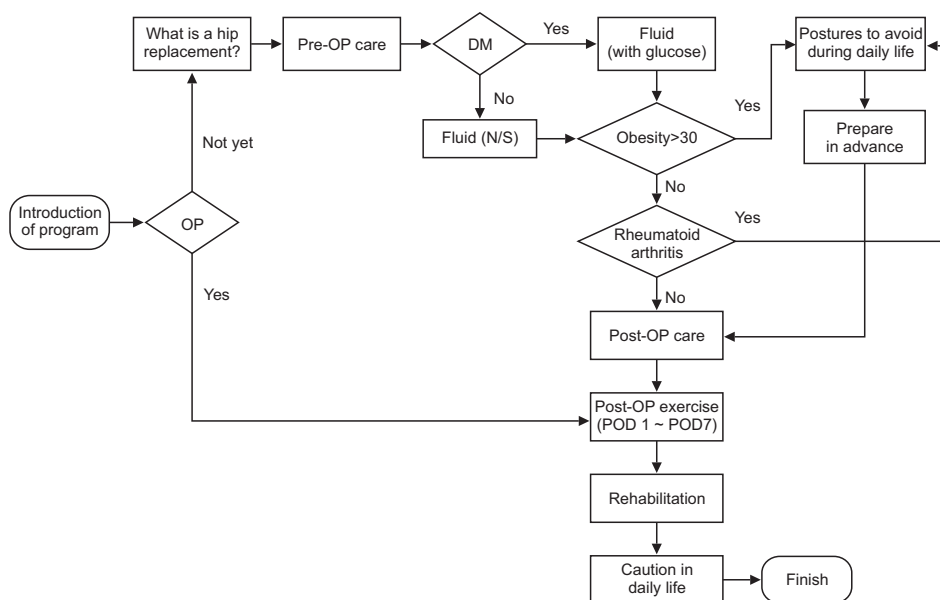 What is a hip
replacement?
Pre-OP care
DM
Yes
Fluid
(with glucose)
Postures to avoid
during daily life
No
Yes
Fluid (N/S)
Obesity>30
Prepare
in advance
Not yet
No
Introduction
of program
OP
Yes
Rheumatoid
arthritis
Yes
No
Post-OP care
Post-OP exercise
(POD 1 ~ POD7)
Rehabilitation
Caution in
daily life
Finish